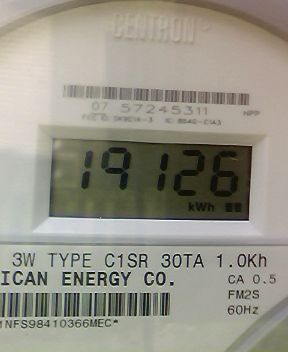 CENTRON
07 57245311 NPP
19126
kWh
3W TYPE C1SR 30TA 1.0Kh
ICAN ENERGY CO. CA 0.5
FM2S
60Hz
1NFS98410366MEC*